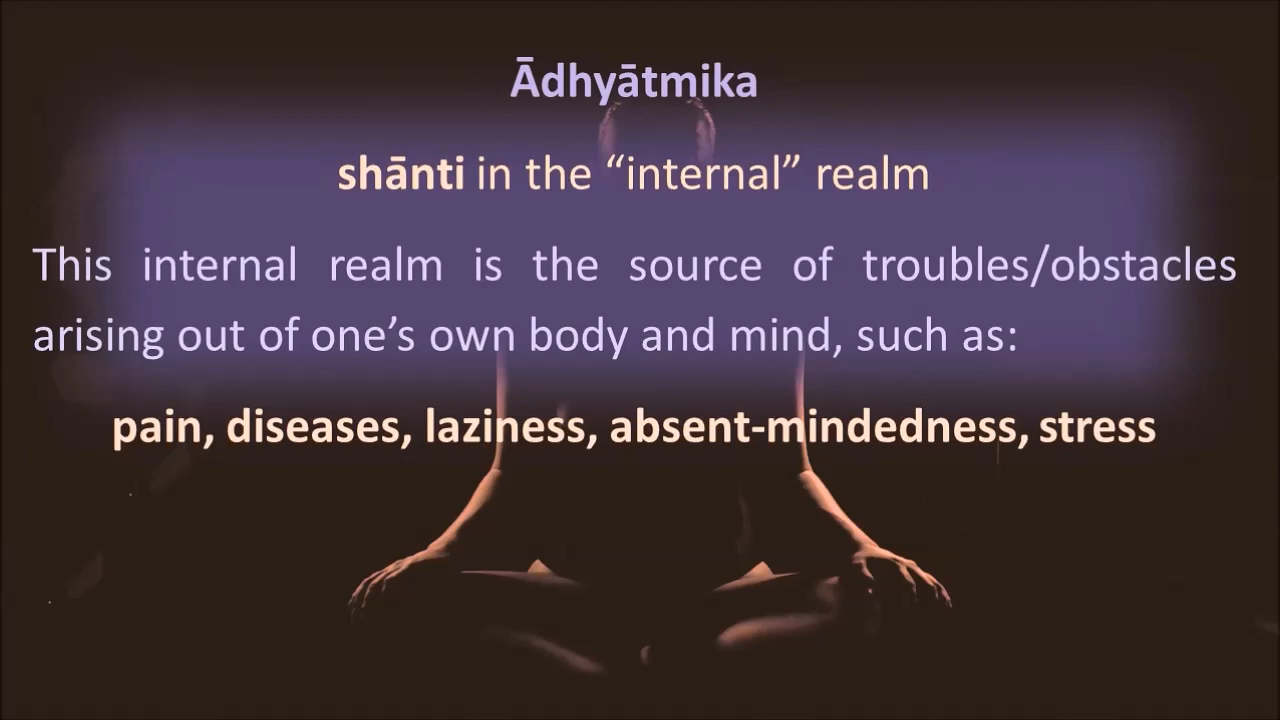 Ādhyātmika
shānti in the “internal” realm
This internal realm is the source of troubles/obstacles
arising out of one’s own body and mind, such as:
pain, diseases, laziness, absent-mindedness, stress